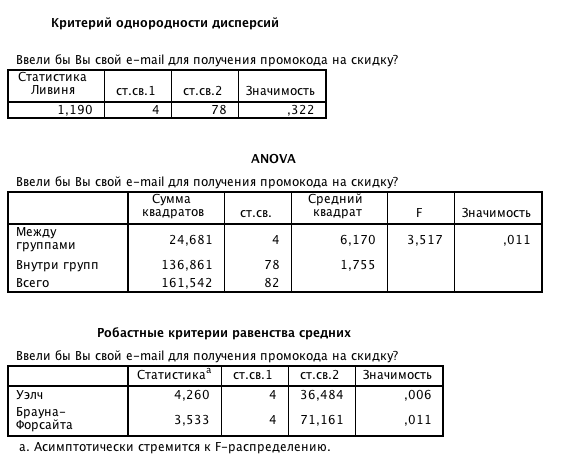 Критерий однородности дисперсий
Ввели бы Вы свой e-mail для получения промокода на скидку?
Статистика Ливиня ст.св.1 ст.св.2 Значимость
1,190 4 78 ,322
ANOVA
Ввели бы Вы свой e-mail для получения промокода на скидку?
Сумма квадратов ст.св. Средний квадрат F Значимость
Между группами 24,681 4 6,170 3,517 ,011
Внутри групп 136,861 78 1,755
Всего 161,542 82
Робастные критерии равенства средних
Ввели бы Вы свой e-mail для получения промокода на скидку?
Статистика^a ст.св.1 ст.св.2 Значимость
Уэлч 4,260 4 36,484 ,006
Брауна-Форсайта 3,533 4 71,161 ,011
a. Асимптотически стремится к F-распределению.